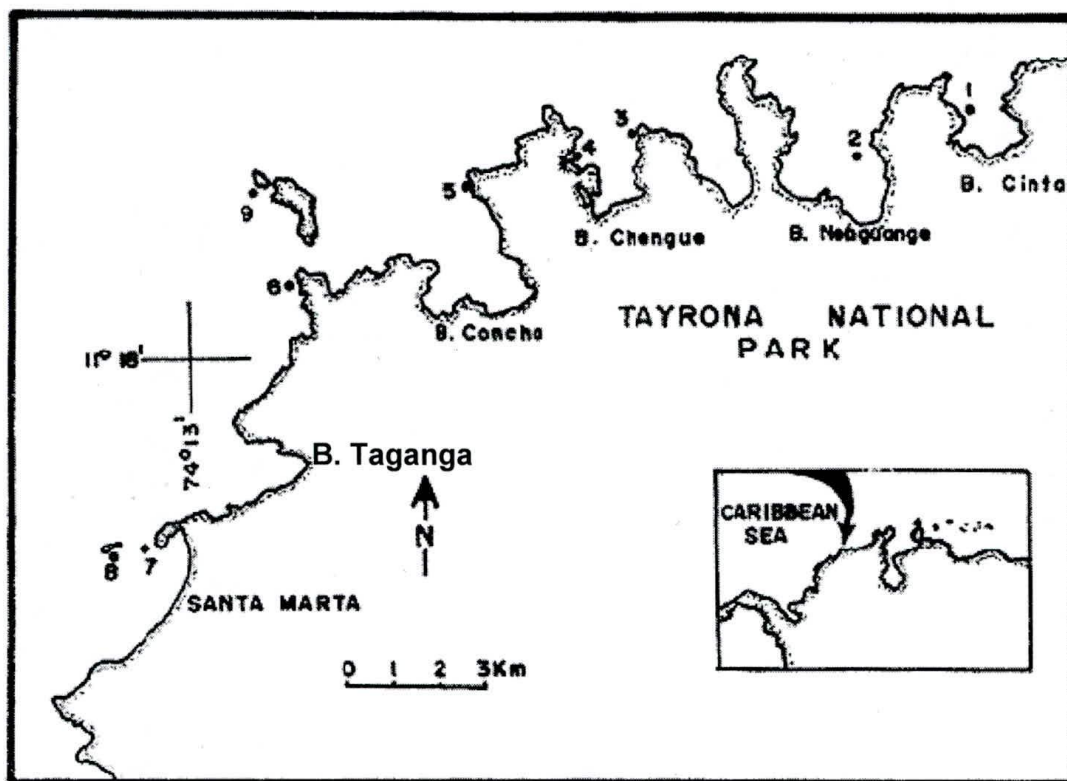 1
3
2
4
B. Cinto
5
9
B. Chengue
B. Neaguange
6
B. Concha
TAYRONA NATIONAL
PARK
11° 18'
74° 13'
B. Taganga
N
CARIBBEAN
SEA
8
7
SANTA MARTA
0 1 2 3Km